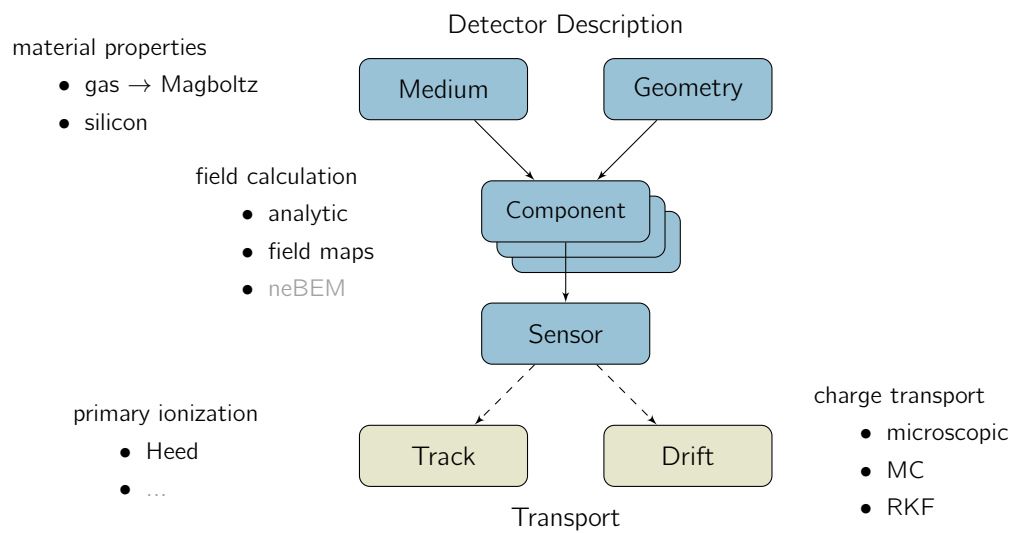 Detector Description
material properties
• gas → Magboltz
• silicon
Medium
Geometry
field calculation
• analytic
• field maps
• neBEM
Component
Sensor
primary ionization
• Heed
• ...
Track
Drift
charge transport
• microscopic
• MC
• RKF
Transport